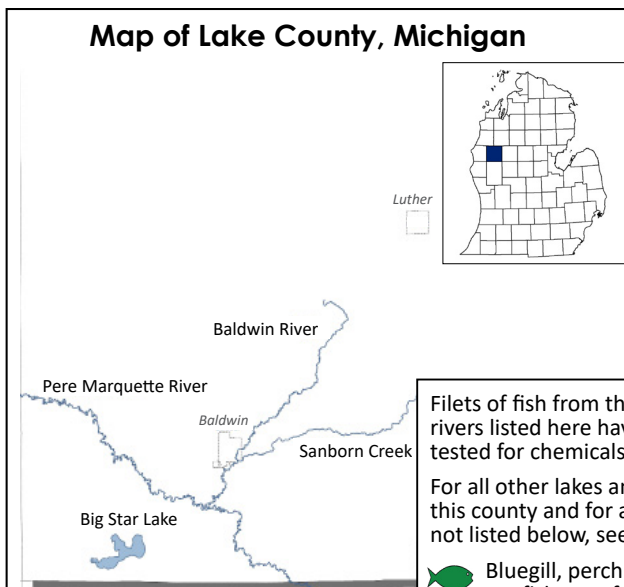 Map of Lake County, Michigan
Luther
Baldwin River
Pere Marquette River
Baldwin
Sanborn Creek
Big Star Lake
Filets of fish from th
rivers listed here hav
tested for chemicals
For all other lakes an
this county and for a
not listed below, see
Bluegill, perch